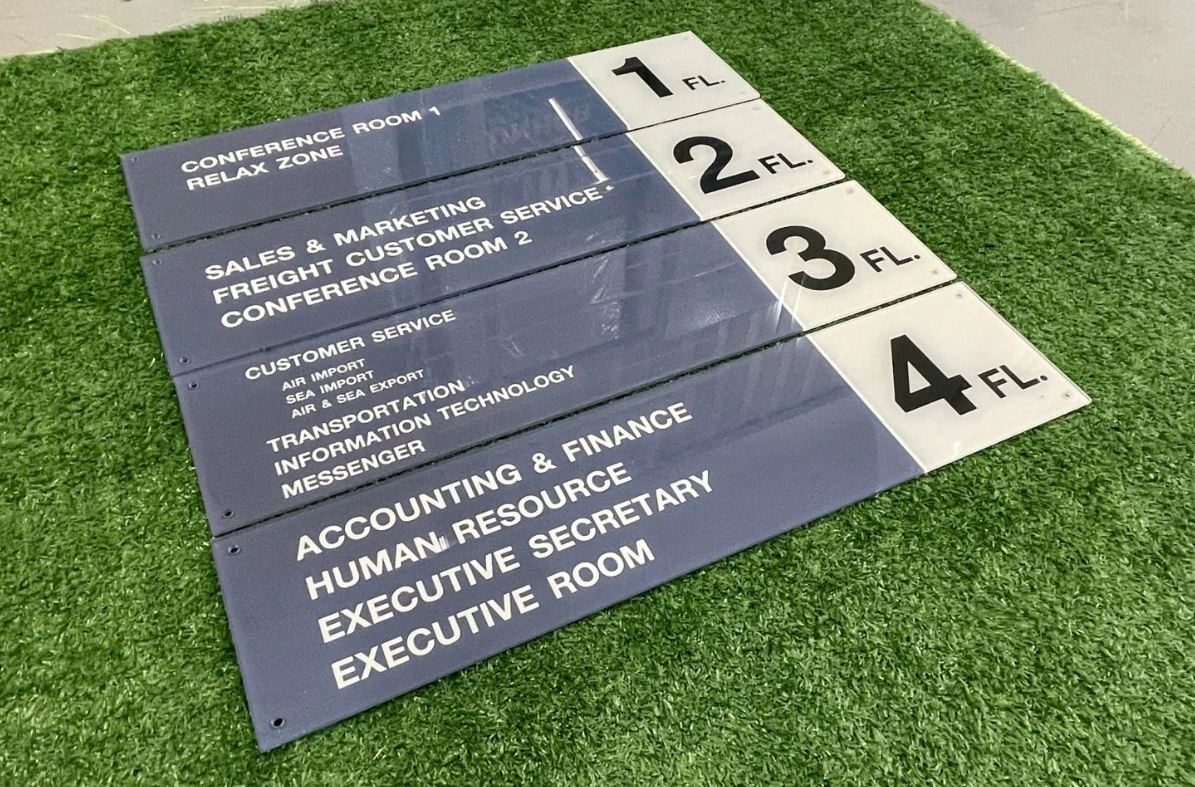 CONFERENCE ROOM 1
RELAX ZONE
1 FL.
SALES & MARKETING
FREIGHT CUSTOMER SERVICE
CONFERENCE ROOM 2
2 FL.
CUSTOMER SERVICE
AIR IMPORT
SEA IMPORT
AIR & SEA EXPORT
TRANSPORTATION
INFORMATION TECHNOLOGY
MESSENGER
3 FL.
ACCOUNTING & FINANCE
HUMAN RESOURCE
EXECUTIVE SECRETARY
EXECUTIVE ROOM
4 FL.